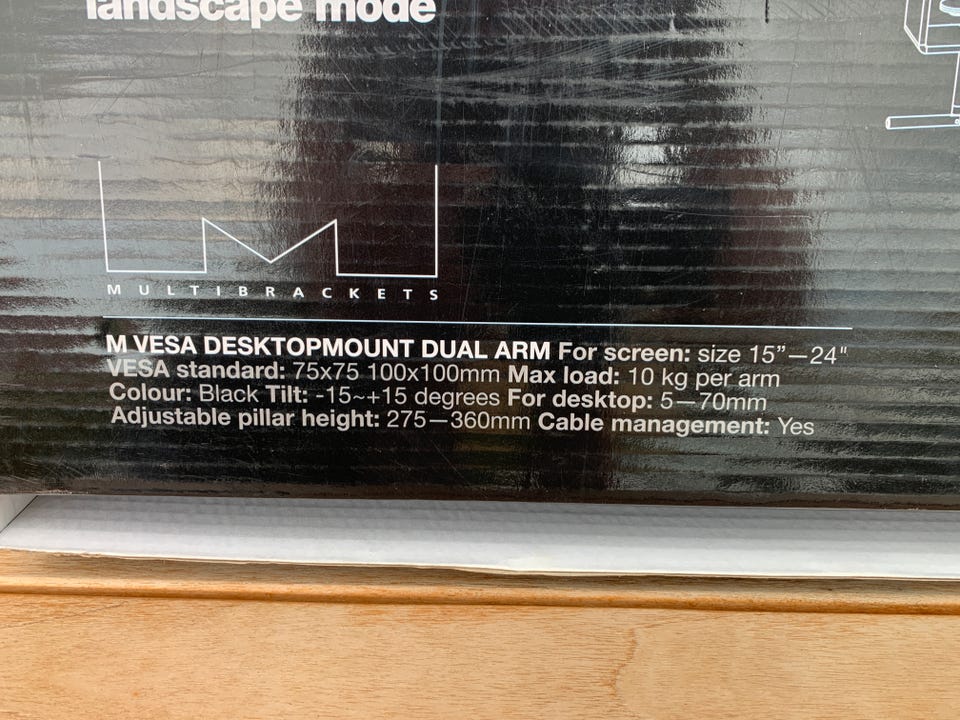 landscape mode
MULTIBRACKETS
M VESA DESKTOPMOUNT DUAL ARM For screen: size 15”—24"
VESA standard: 75x75 100x100mm Max load: 10 kg per arm
Colour: Black Tilt: -15~+15 degrees For desktop: 5—70mm
Adjustable pillar height: 275—360mm Cable management: Yes